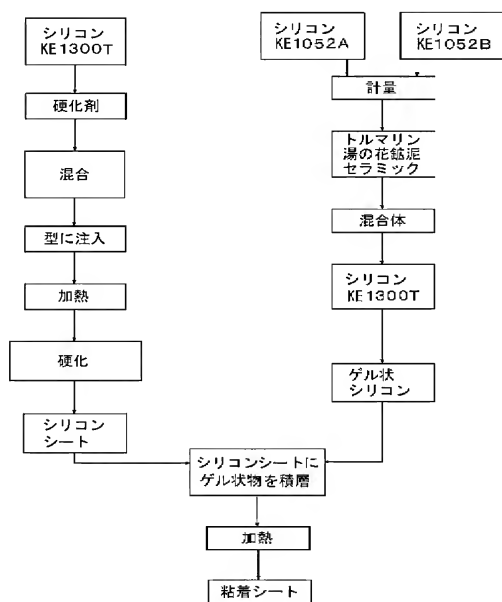 シリコン
KE1300T
硬化剤
混合
型に注入
加熱
硬化
シリコン
シート
シリコン
KE1052A
シリコン
KE1052B
計量
トルマリン
湯の花鉱泥
セラミック
混合体
シリコン
KE1300T
ゲル状
シリコン
シリコンシートに
ゲル状物を積層
加熱
粘着シート